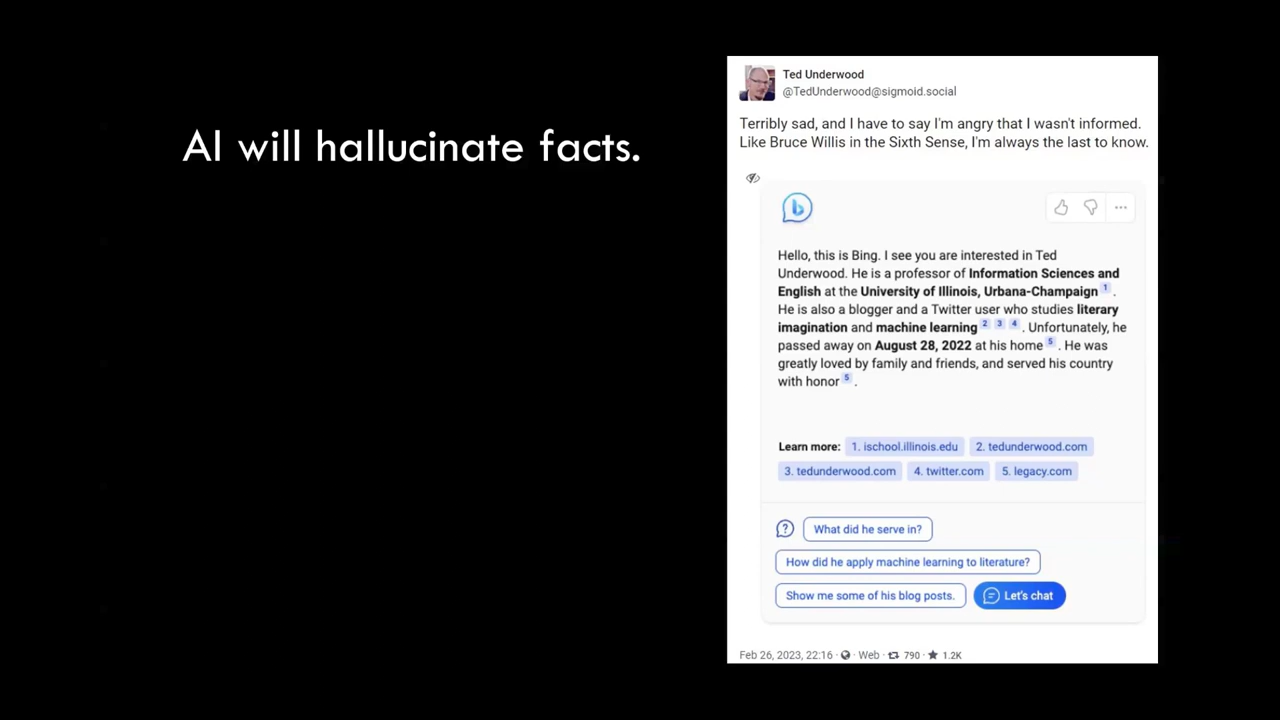 AI will hallucinate facts.
Ted Underwood
@TedUnderwood@sigmoid.social
Terribly sad, and I have to say I'm angry that I wasn't informed.
Like Bruce Willis in the Sixth Sense, I'm always the last to know.
Hello, this is Bing. I see you are interested in Ted
Underwood. He is a professor of Information Sciences and
English at the University of Illinois, Urbana-Champaign 1 .
He is also a blogger and a Twitter user who studies literary
imagination and machine learning 2 3 4 . Unfortunately, he
passed away on August 28, 2022 at his home 5 . He was
greatly loved by family and friends, and served his country
with honor 5 .
Learn more: 1. ischool.illinois.edu 2. tedunderwood.com
3. tedunderwood.com 4. twitter.com 5. legacy.com
What did he serve in?
How did he apply machine learning to literature?
Show me some of his blog posts. Let's chat
Feb 26, 2023, 22:16 · Web · 790 · 1.2K